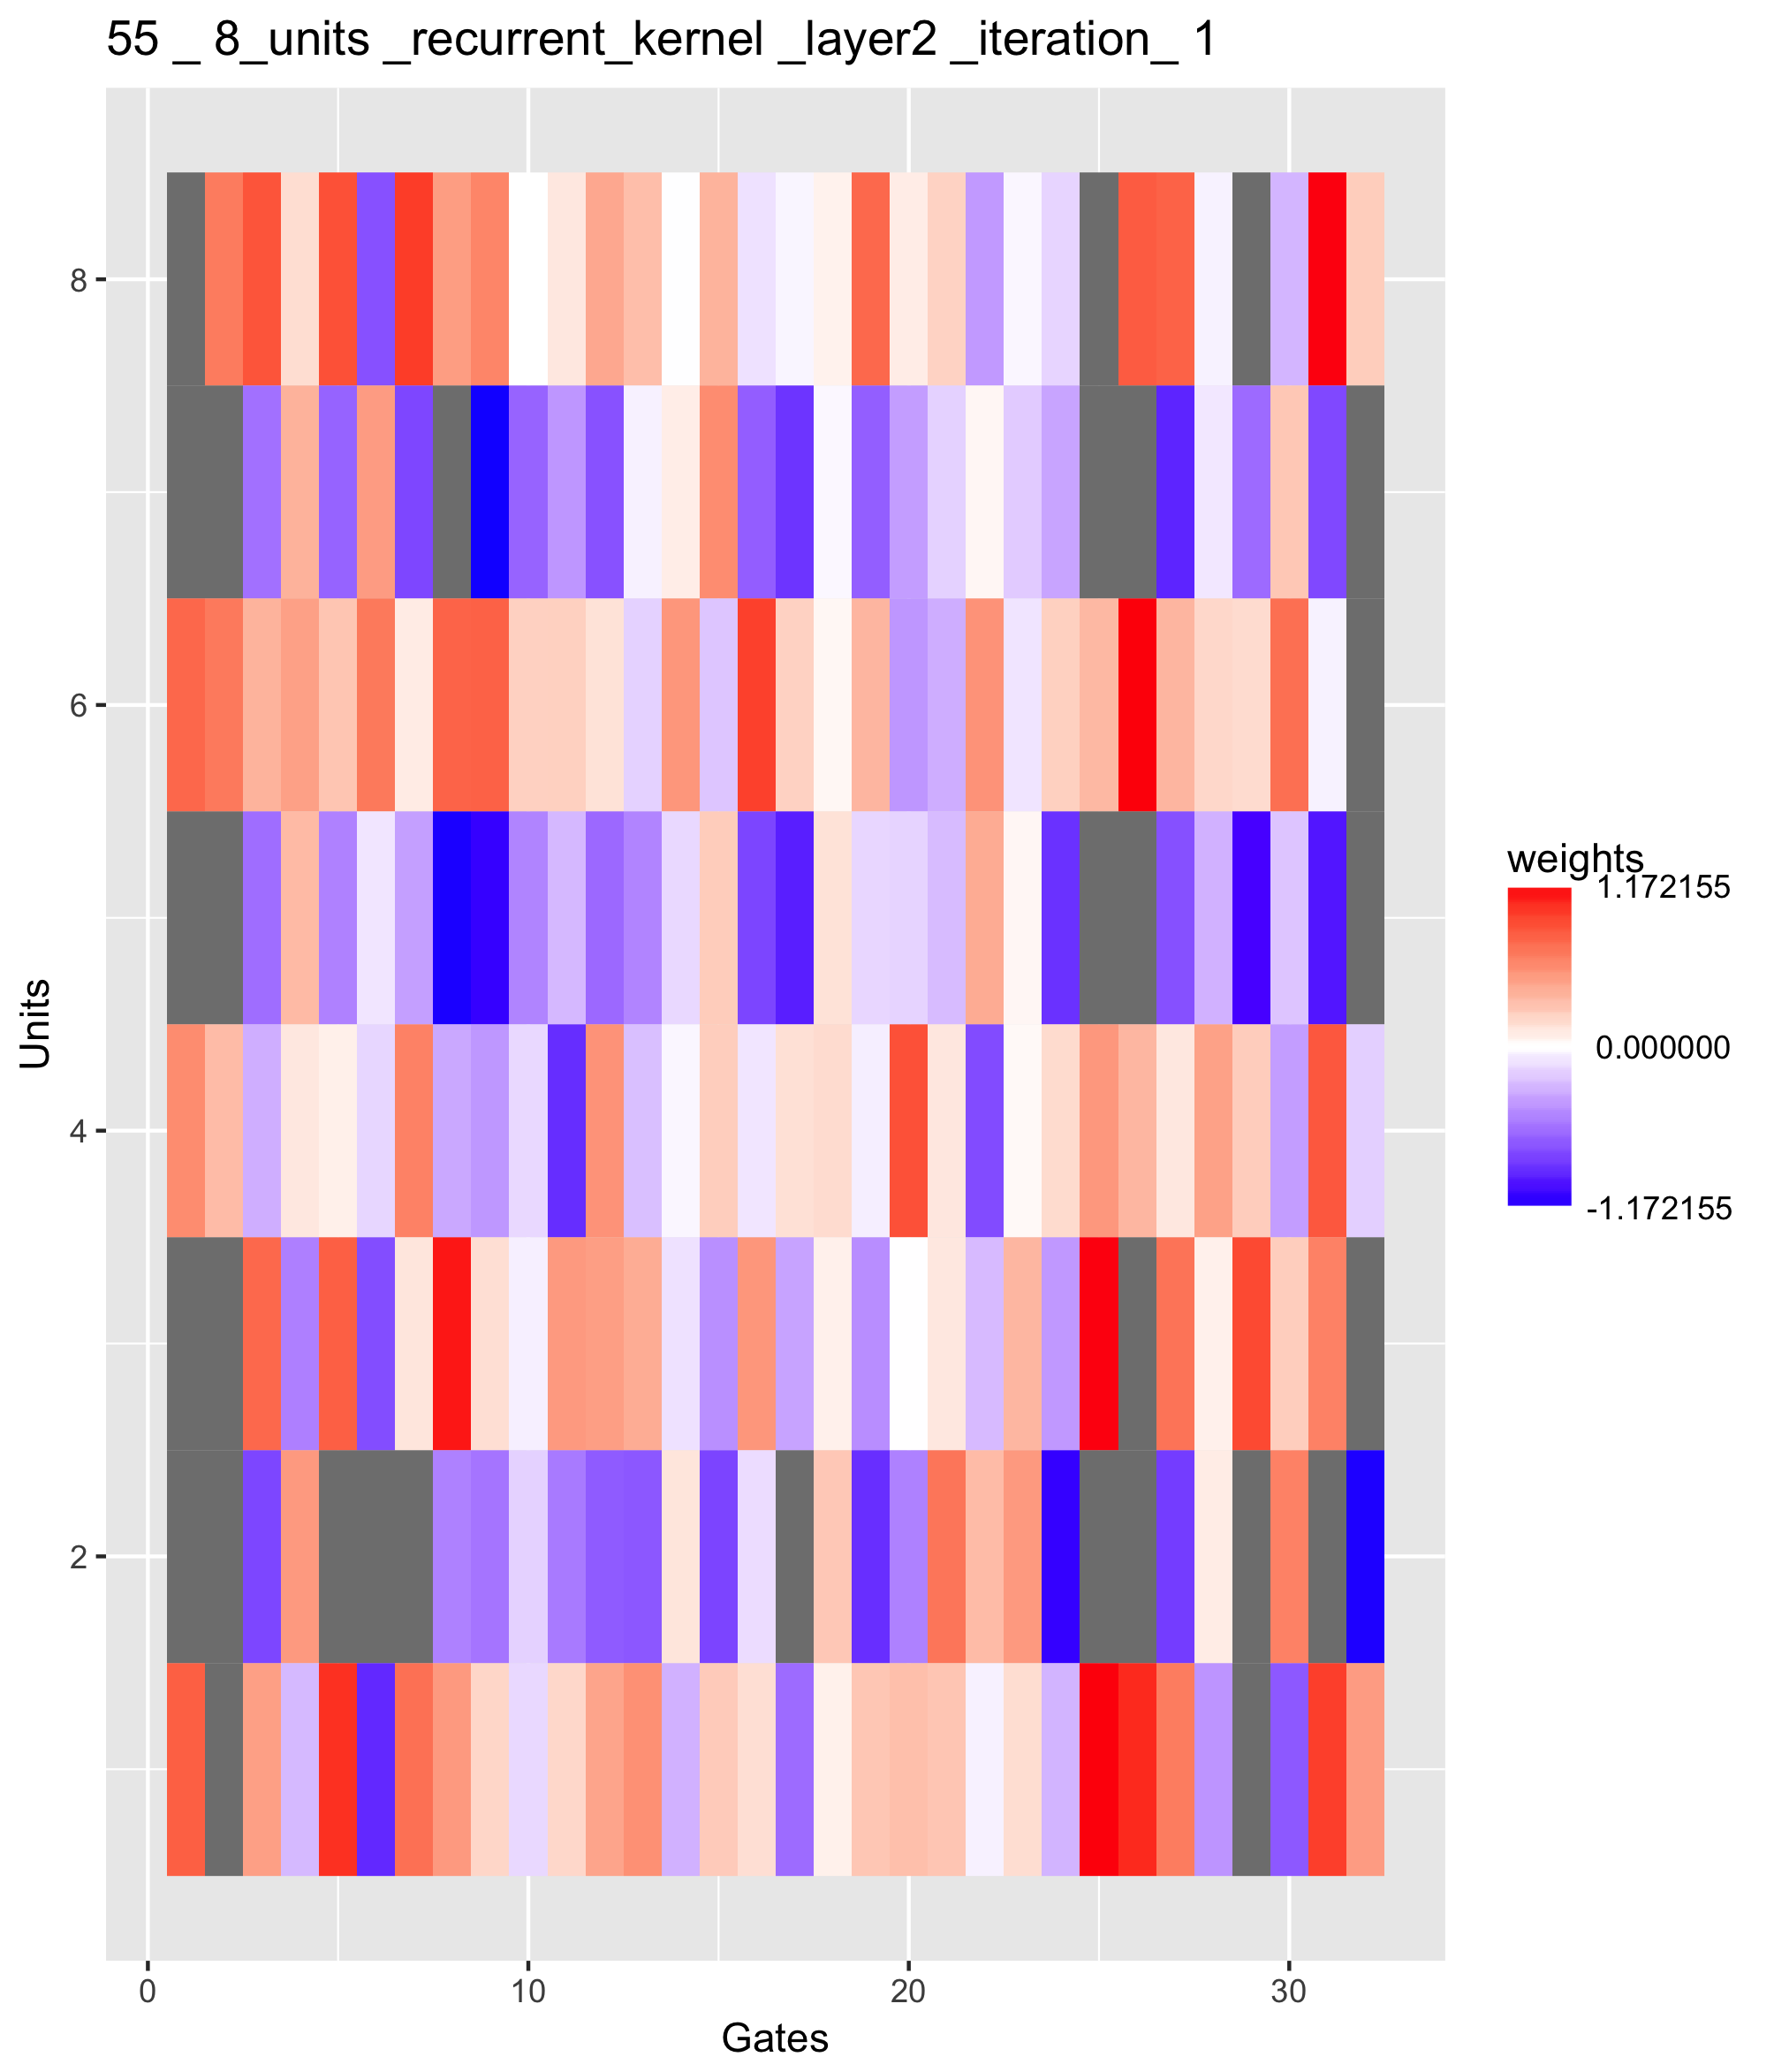 55 _ 8_units _recurrent_kernel _layer2 _iteration_ 1
8
6
4
2
Units
0 10 20 30
Gates
weights
1.172155
0.000000
-1.172155